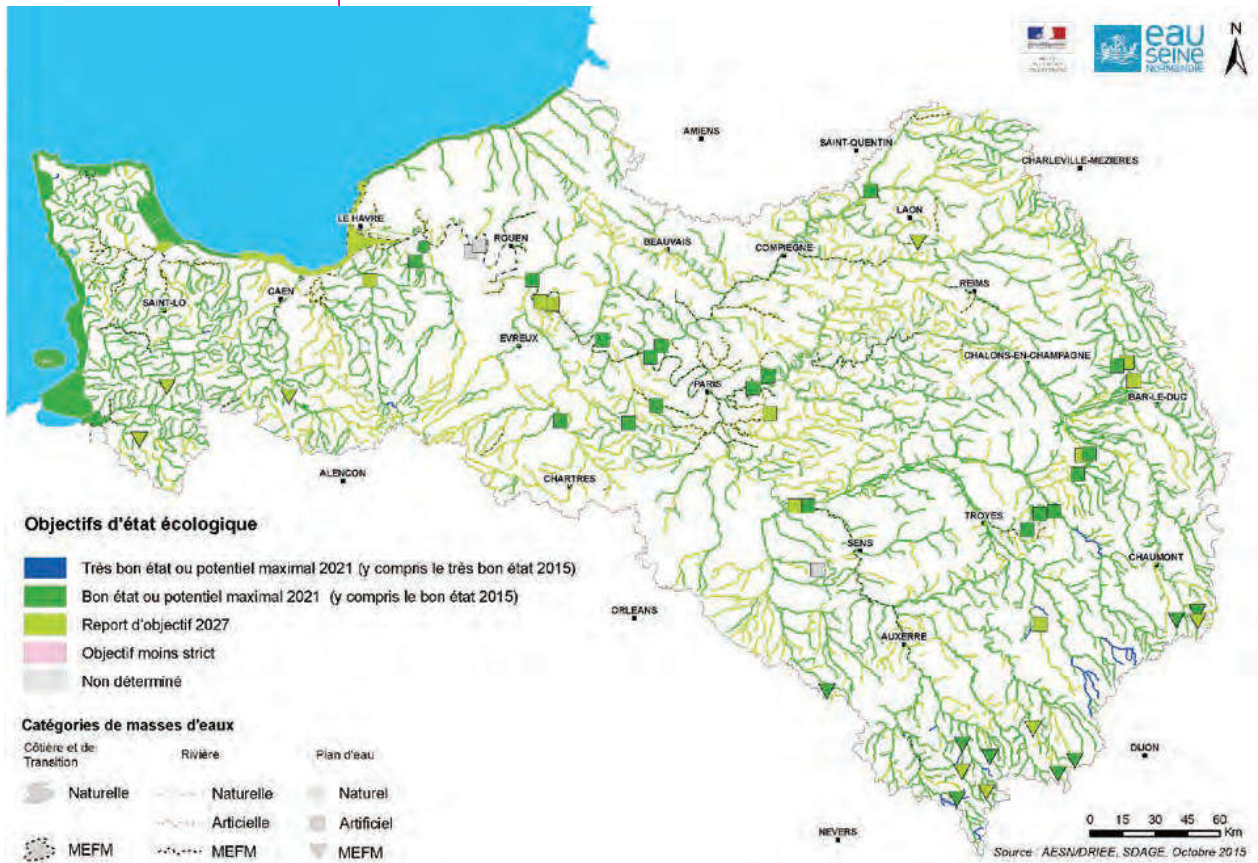 eau
SEINE
NORMANDIE
N
AMIENS
SAINT-QUENTIN
CHARLEVILLE-MEZIERES
LAON
LE HAVRE
ROUEN
BEAUVAIS
COMPIEGNE
REIMS
SAINT-LO
CAEN
EVREUX
CHALONS-EN-CHAMPAGNE
PARIS
BAR-LE-DUC
ALENCON
CHARTRES
TROYES
SENS
CHAUMONT
ORLEANS
AUXERRE
DIJON
NEVERS
Objectifs d'état écologique
Très bon état ou potentiel maximal 2021 (y compris le très bon état 2015)
Bon état ou potentiel maximal 2021 (y compris le bon état 2015)
Report d'objectif 2027
Objectif moins strict
Non déterminé
Catégories de masses d'eaux
Côtière et de
Transition
Rivière
Plan d'eau
Naturelle
Naturelle
Naturel
Articielle
Artificiel
MEFM
MEFM
MEFM
0 15 30 45 60
Km
Source : AESN/DRIEE, SDAGE, Octobre 2015